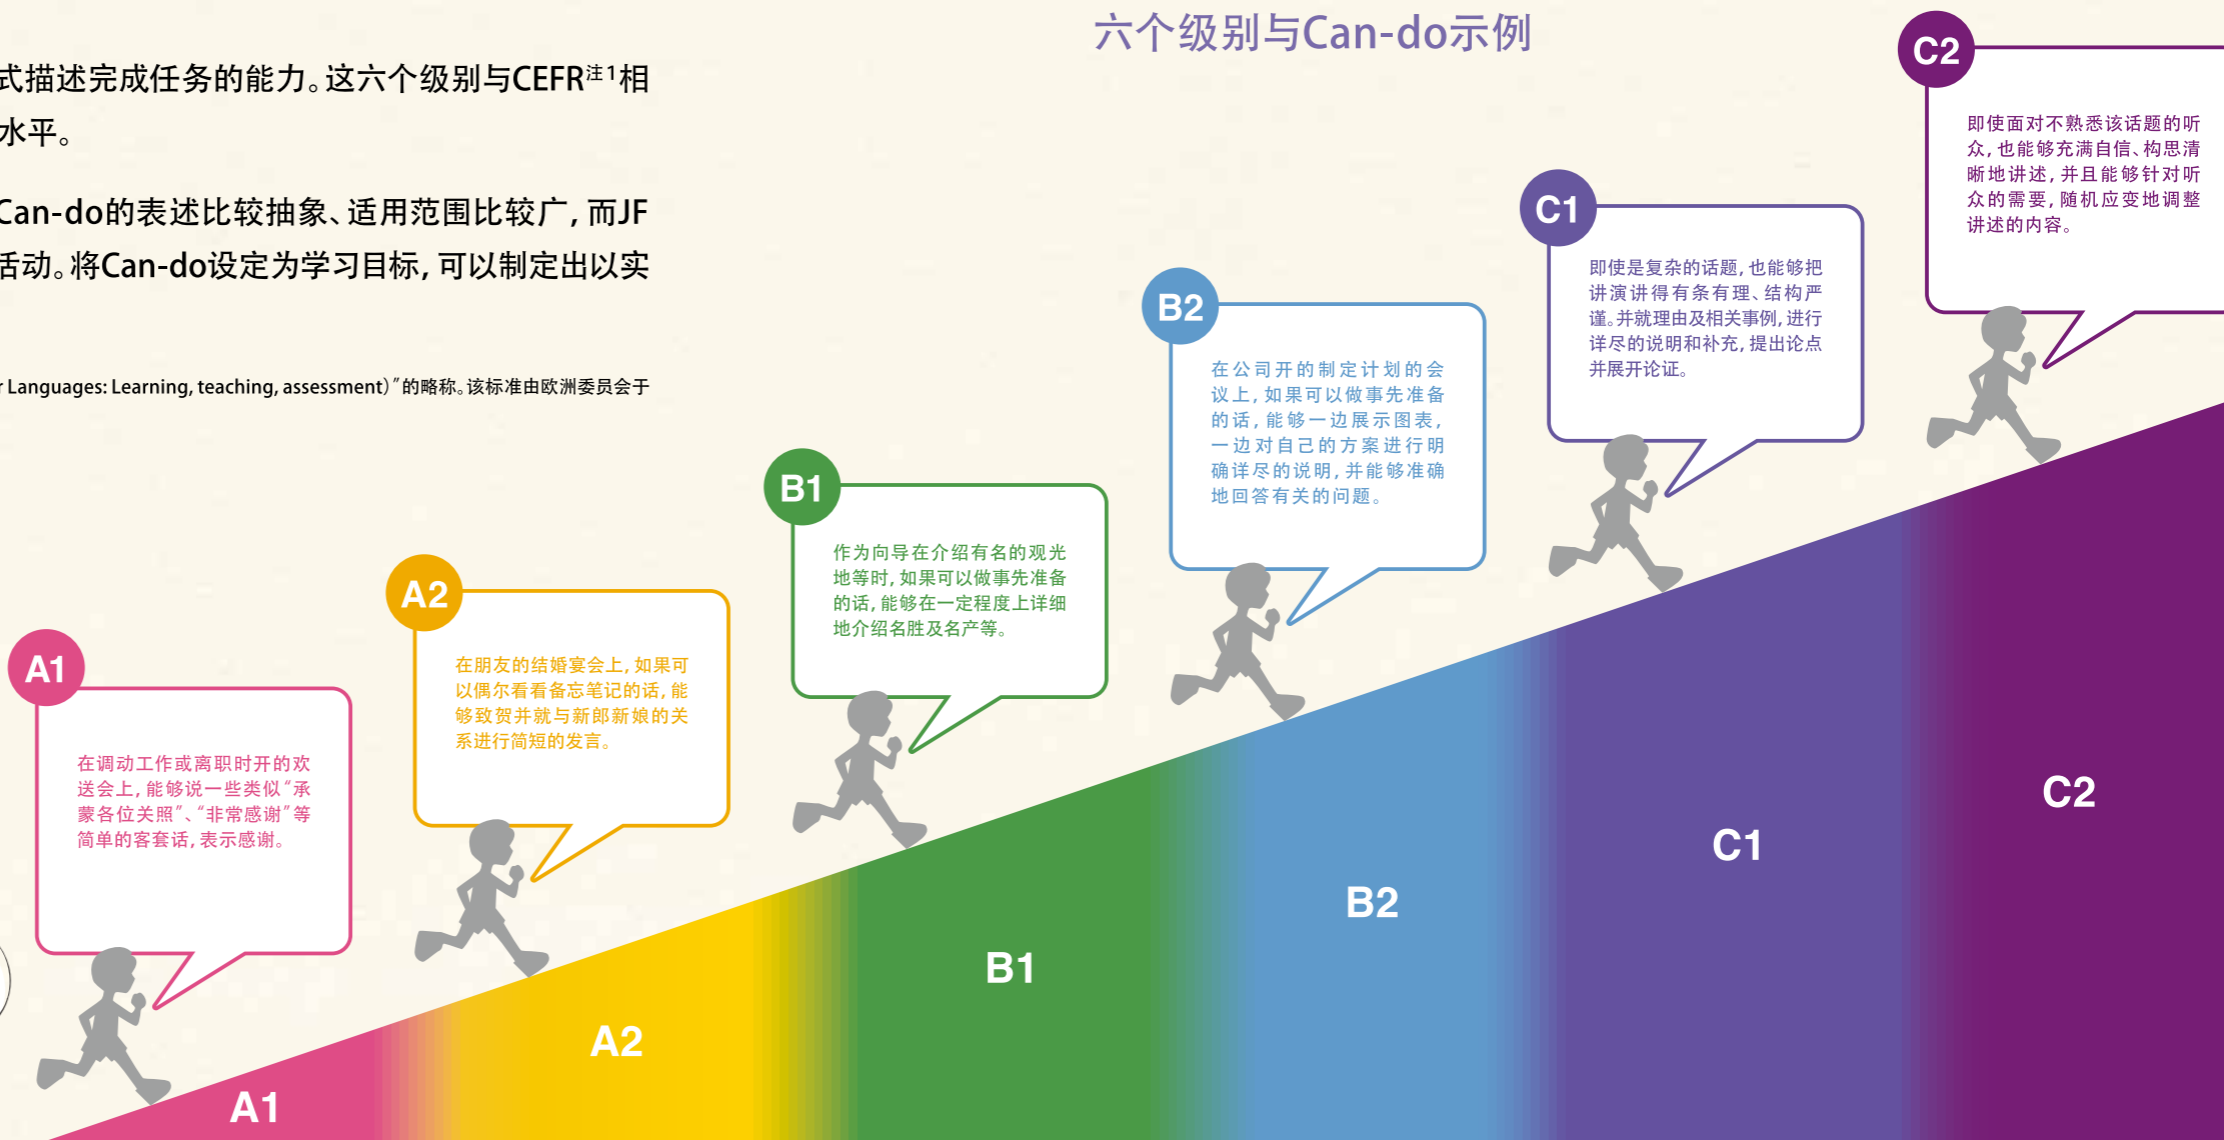 六个级别与Can-do示例
式描述完成任务的能力。这六个级别与CEFR注1相
水平。
Can-do的表述比较抽象、适用范围比较广，而JF
活动。将Can-do设定为学习目标，可以制定出以实
r Languages: Learning, teaching, assessment）”的略称。该标准由欧洲委员会于
A1
在调动工作或离职时开的欢
送会上，能够说一些类似“承
蒙各位关照”、“非常感谢”等
简单的客套话，表示感谢。
A2
在朋友的结婚宴会上，如果可
以偶尔看看备忘笔记的话，能
够致贺并就与新郎新娘的关
系进行简短的发言。
B1
作为向导在介绍有名的观光
地等时，如果可以做事先准备
的话，能够在一定程度上详细
地介绍名胜及名产等。
B2
在公司开的制定计划的会
议上，如果可以做事先准备
的话，能够一边展示图表，
一边对自己的方案进行明
确详尽的说明，并能够准确
地回答有关的问题。
C1
即使是复杂的话题，也能够把
讲演讲得有条有理、结构严
谨。并就理由及相关事例，进行
详尽的说明和补充，提出论点
并展开论证。
C2
即使面对不熟悉该话题的听
众，也能够充满自信、构思清
晰地讲述，并且能够针对听
众的需要，随机应变地调整
讲述的内容。
A1
A2
B1
B2
C1
C2